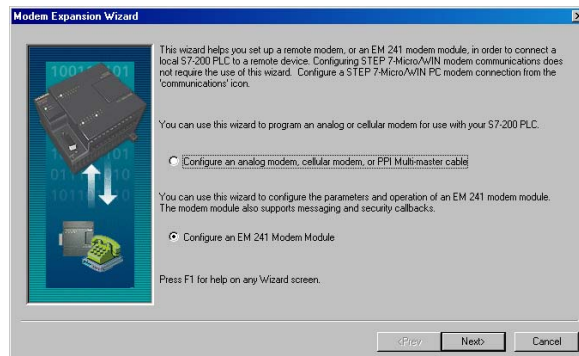 Modem Expansion Wizard
This wizard helps you set up a remote modem, or an EM 241 modem module, in order to connect a
local S7-200 PLC to a remote device. Configuring STEP 7-Micro/WIN modem communications does
not require the use of this wizard. Configure a STEP 7-Micro/WIN PC modem connection from the
'communications' icon.
You can use this wizard to program an analog or cellular modem for use with your S7-200 PLC.
Configure an analog modem, cellular modem, or PPI Multi-master cable
You can use this wizard to configure the parameters and operation of an EM 241 modem module.
The modem module also supports messaging and security callbacks.
Configure an EM 241 Modem Module
Press F1 for help on any Wizard screen.
<Prev
Next>
Cancel